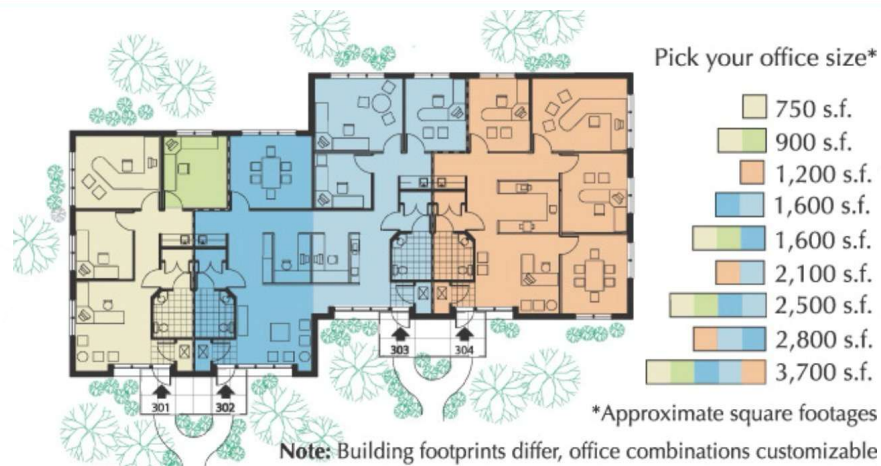 Pick your office size*
750 s.f.
900 s.f.
1,200 s.f.
1,600 s.f.
1,600 s.f.
2,100 s.f.
2,500 s.f.
2,800 s.f.
3,700 s.f.
303
304
301
302
*Approximate square footages
Note: Building footprints differ, office combinations customizable